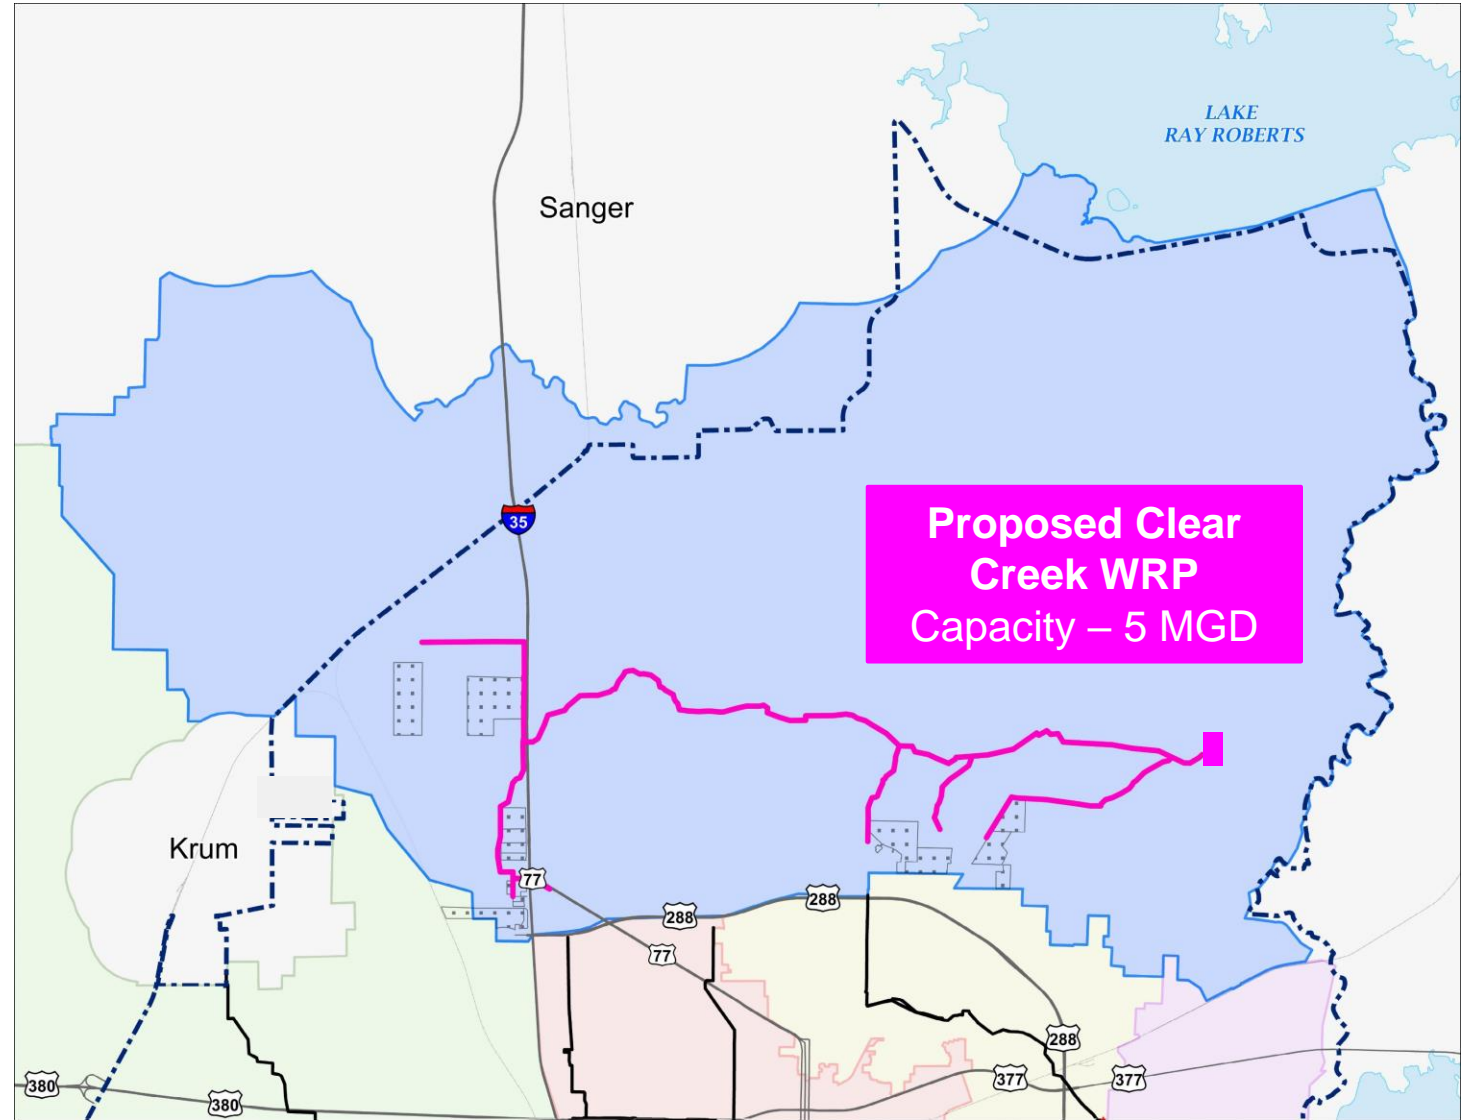 LAKE
RAY ROBERTS
Sanger
35
Proposed Clear
Creek WRP
Capacity – 5 MGD
Krum
77
288
288
77
288
377
377
380
380